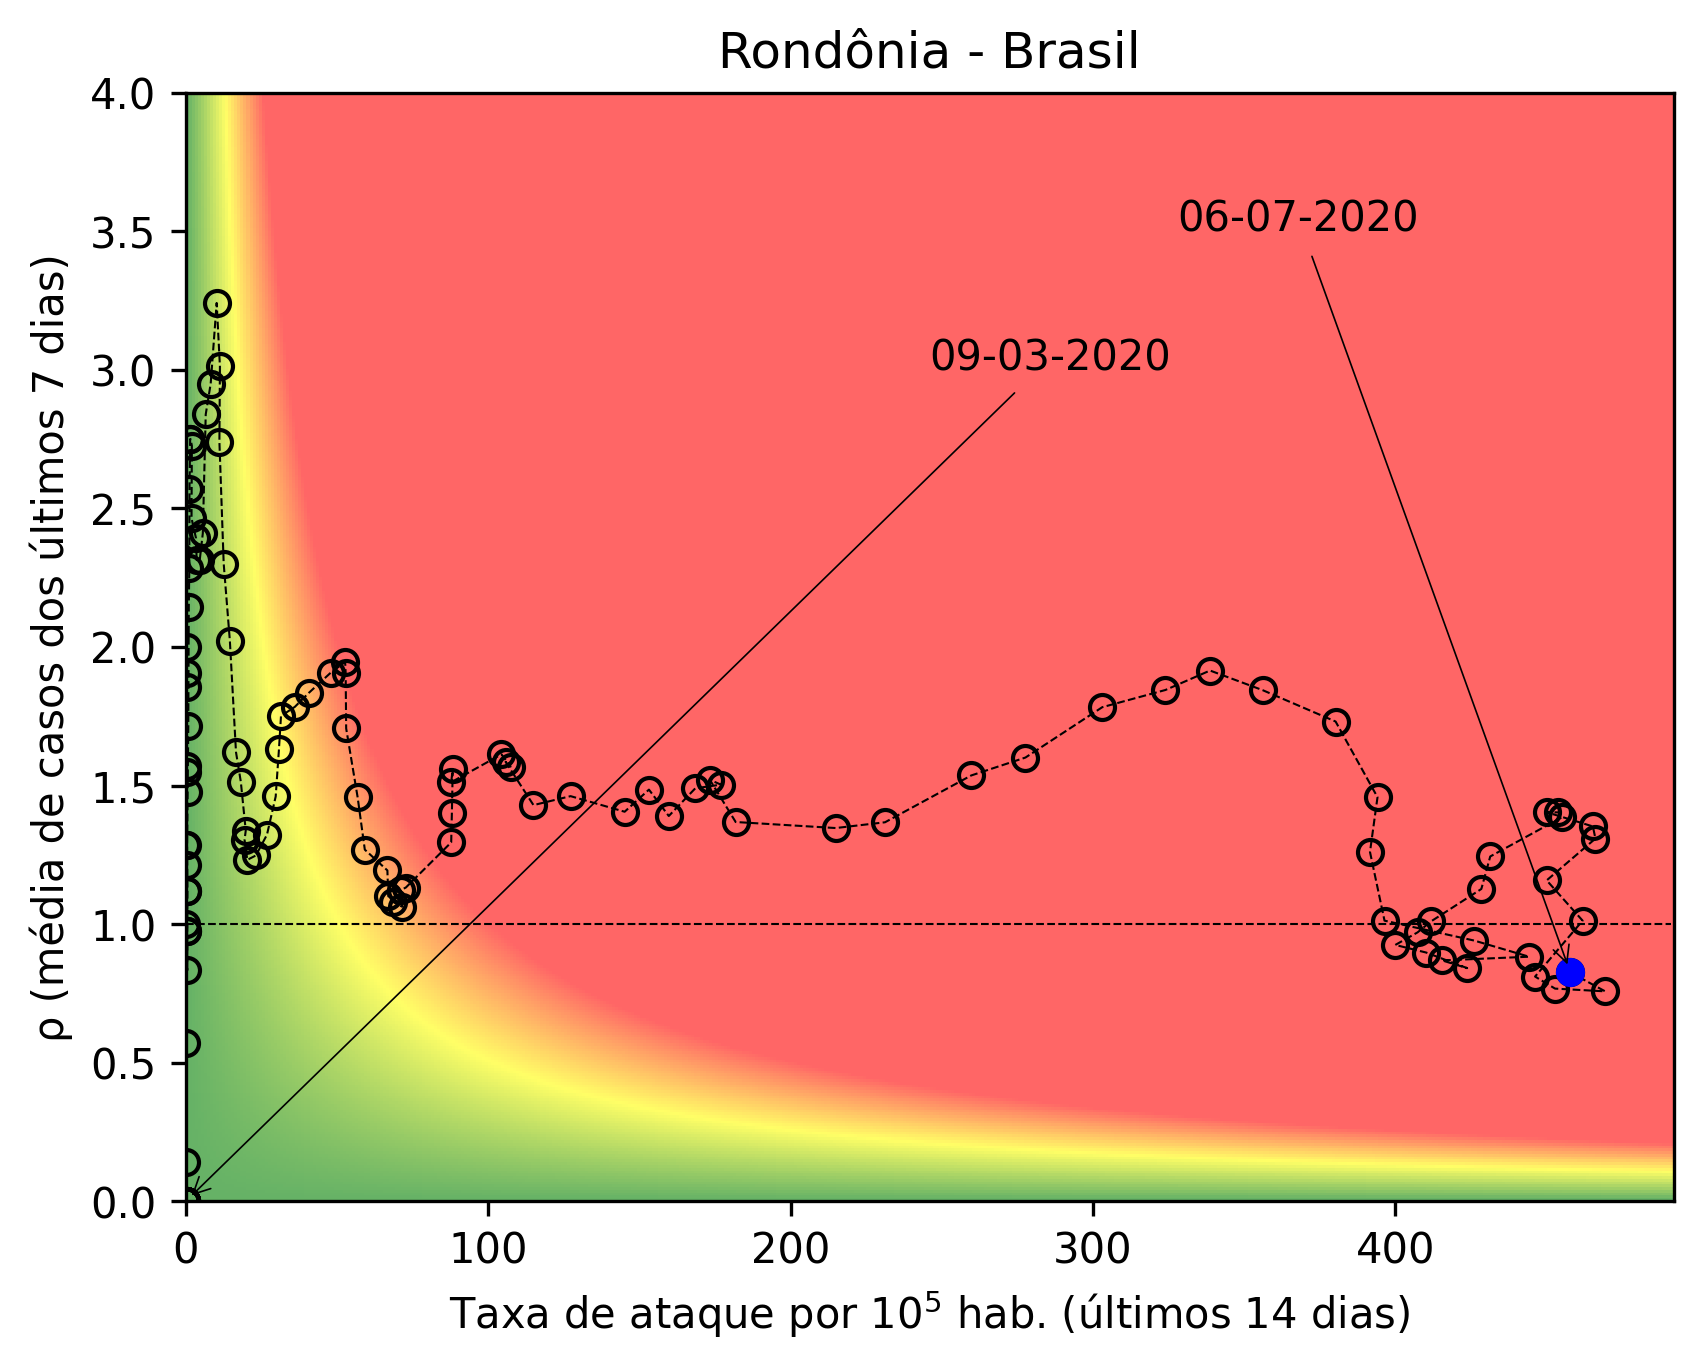 Rondônia - Brasil
4.0
3.5
3.0
2.5
2.0
1.5
1.0
0.5
0.0
ρ (média de casos dos últimos 7 dias)
06-07-2020
09-03-2020
0 100 200 300 400
Taxa de ataque por 10⁵ hab. (últimos 14 dias)